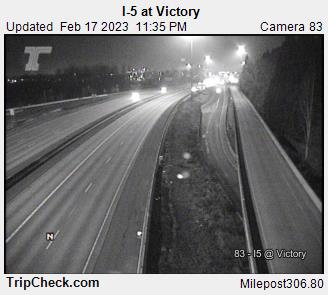 I-5 at Victory
Updated Feb 17 2023 11:35 PM Camera 83
T
N
83 - I5 @ Victory
TripCheck.com Milepost306.80